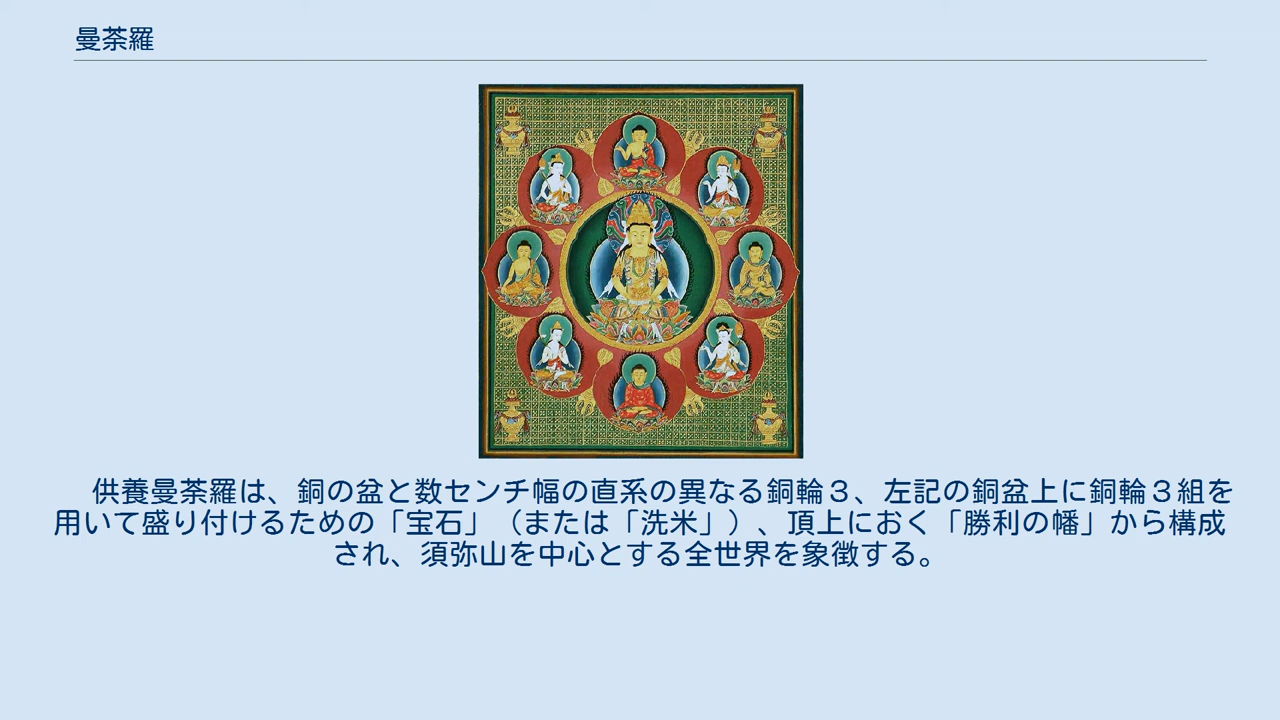 曼荼羅
供養曼荼羅は、銅の盆と数センチ幅の直系の異なる銅輪３、左記の銅盆上に銅輪３組を
用いて盛り付けるための「宝石」（または「洗米」）、頂上におく「勝利の幡」から構成
され、須弥山を中心とする全世界を象徴する。